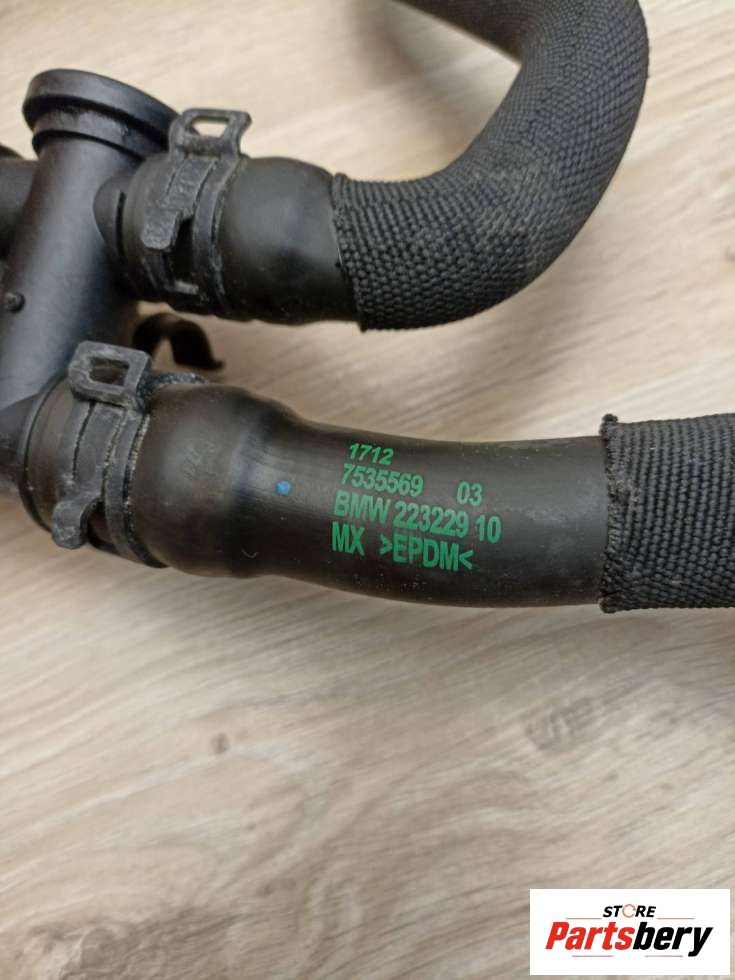 1712
7535569 03
BMW 223229 10
MX >EPDM<
STORE
Partsbery